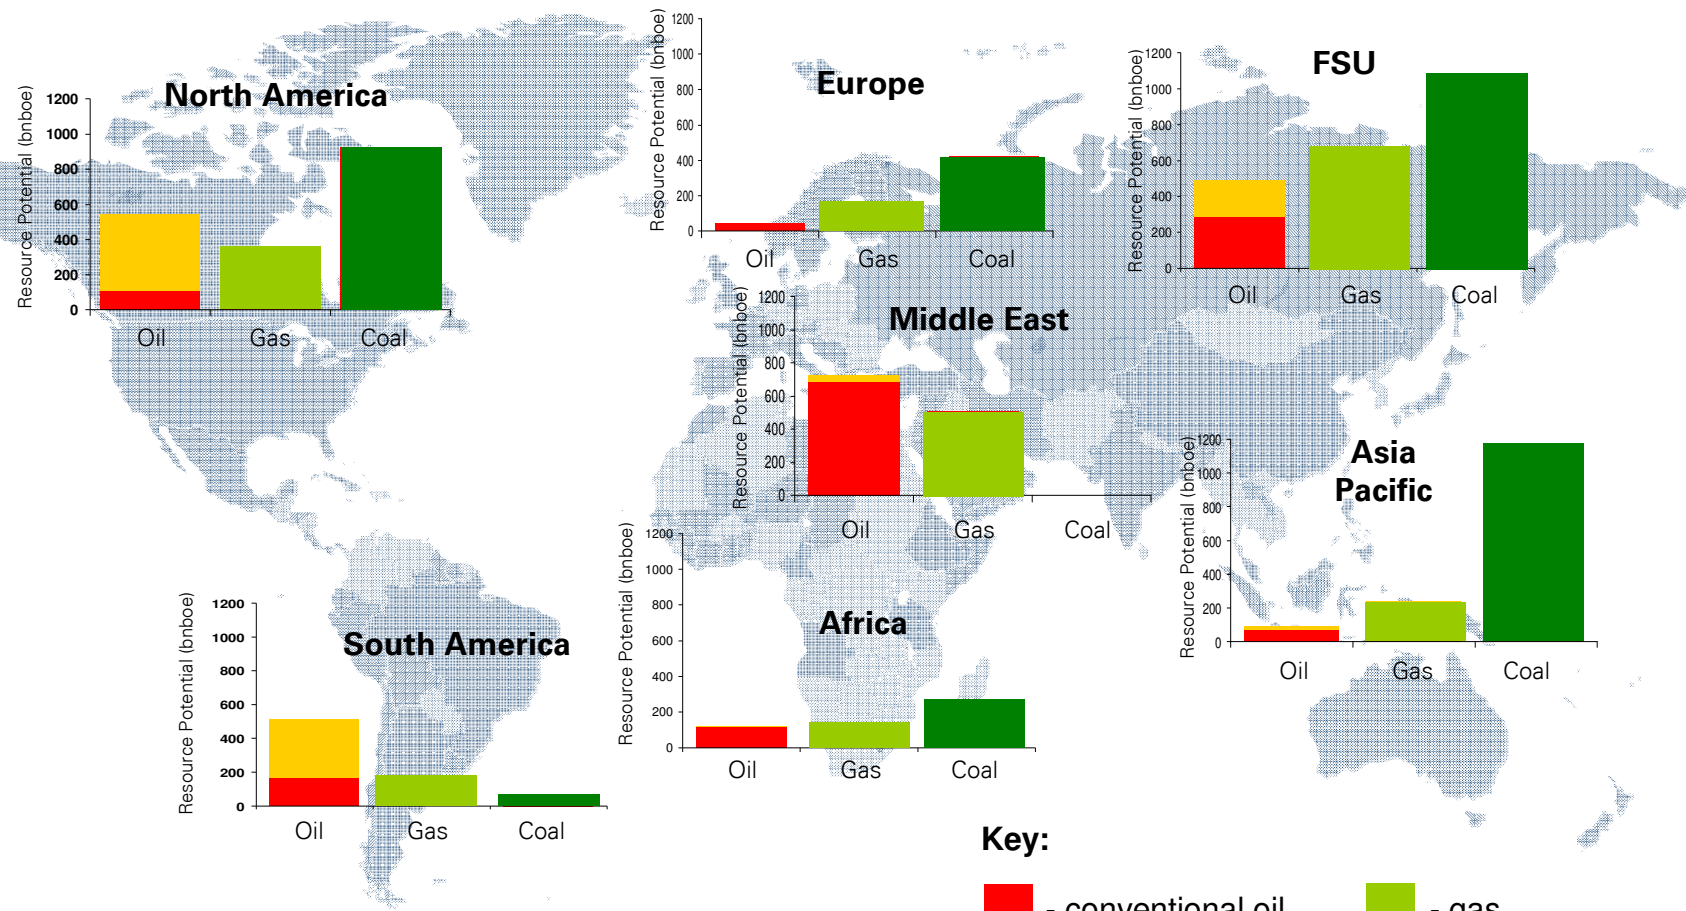 North America
Resource Potential (bnboe)
1200
1000
800
600
400
200
0
Oil Gas Coal
Europe
Resource Potential (bnboe)
1200
1000
800
600
400
200
0
Oil Gas Coal
FSU
Resource Potential (bnboe)
1200
1000
800
600
400
200
0
Oil Gas Coal
Middle East
Resource Potential (bnboe)
1200
1000
800
600
400
200
0
Oil Gas Coal
Asia
Pacific
Resource Potential (bnboe)
1200
1000
800
600
400
200
0
Oil Gas Coal
Africa
Resource Potential (bnboe)
1200
1000
800
600
400
200
0
Oil Gas Coal
South America
Resource Potential (bnboe)
1200
1000
800
600
400
200
0
Oil Gas Coal
Key:
- conventional oil - gas